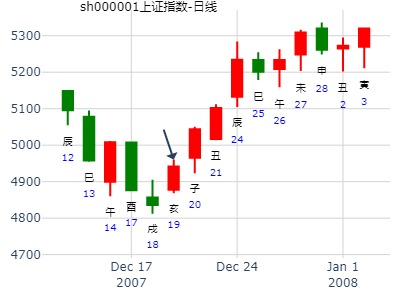 sh000001上证指数-日线
5300
5200
5100
5000
4900
4800
4700
辰
12
巳
13
午
14
酉
17
戌
18
亥
19
子
20
丑
21
辰
24
巳
25
午
26
未
27
申
28
丑
2
寅
3
Dec 17
2007
Dec 24
Jan 1
2008